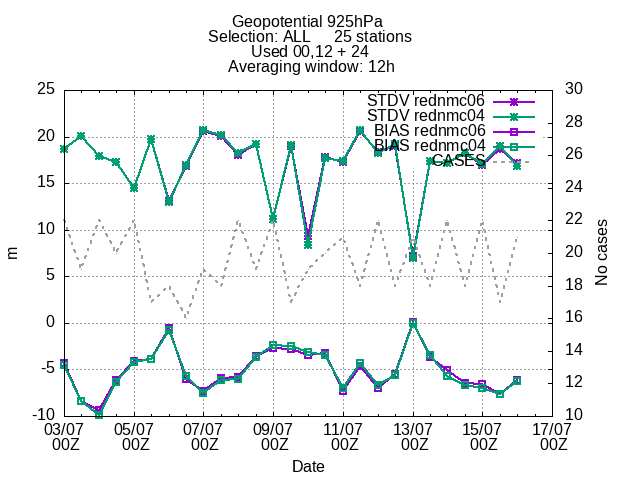 Geopotential 925hPa
Selection: ALL 25 stations
Used 00,12 + 24
Averaging window: 12h
25 30
STDV rednmc06
28
STDV rednmc04
20
BIAS rednmc06
26
BIAS rednmc04
CASES
15 24
22
10
20
5
18
0 16
14
-5
12
-10 10
m
No cases
03/07 05/07 07/07 09/07 11/07 13/07 15/07 17/07
00Z 00Z 00Z 00Z 00Z 00Z 00Z 00Z
Date